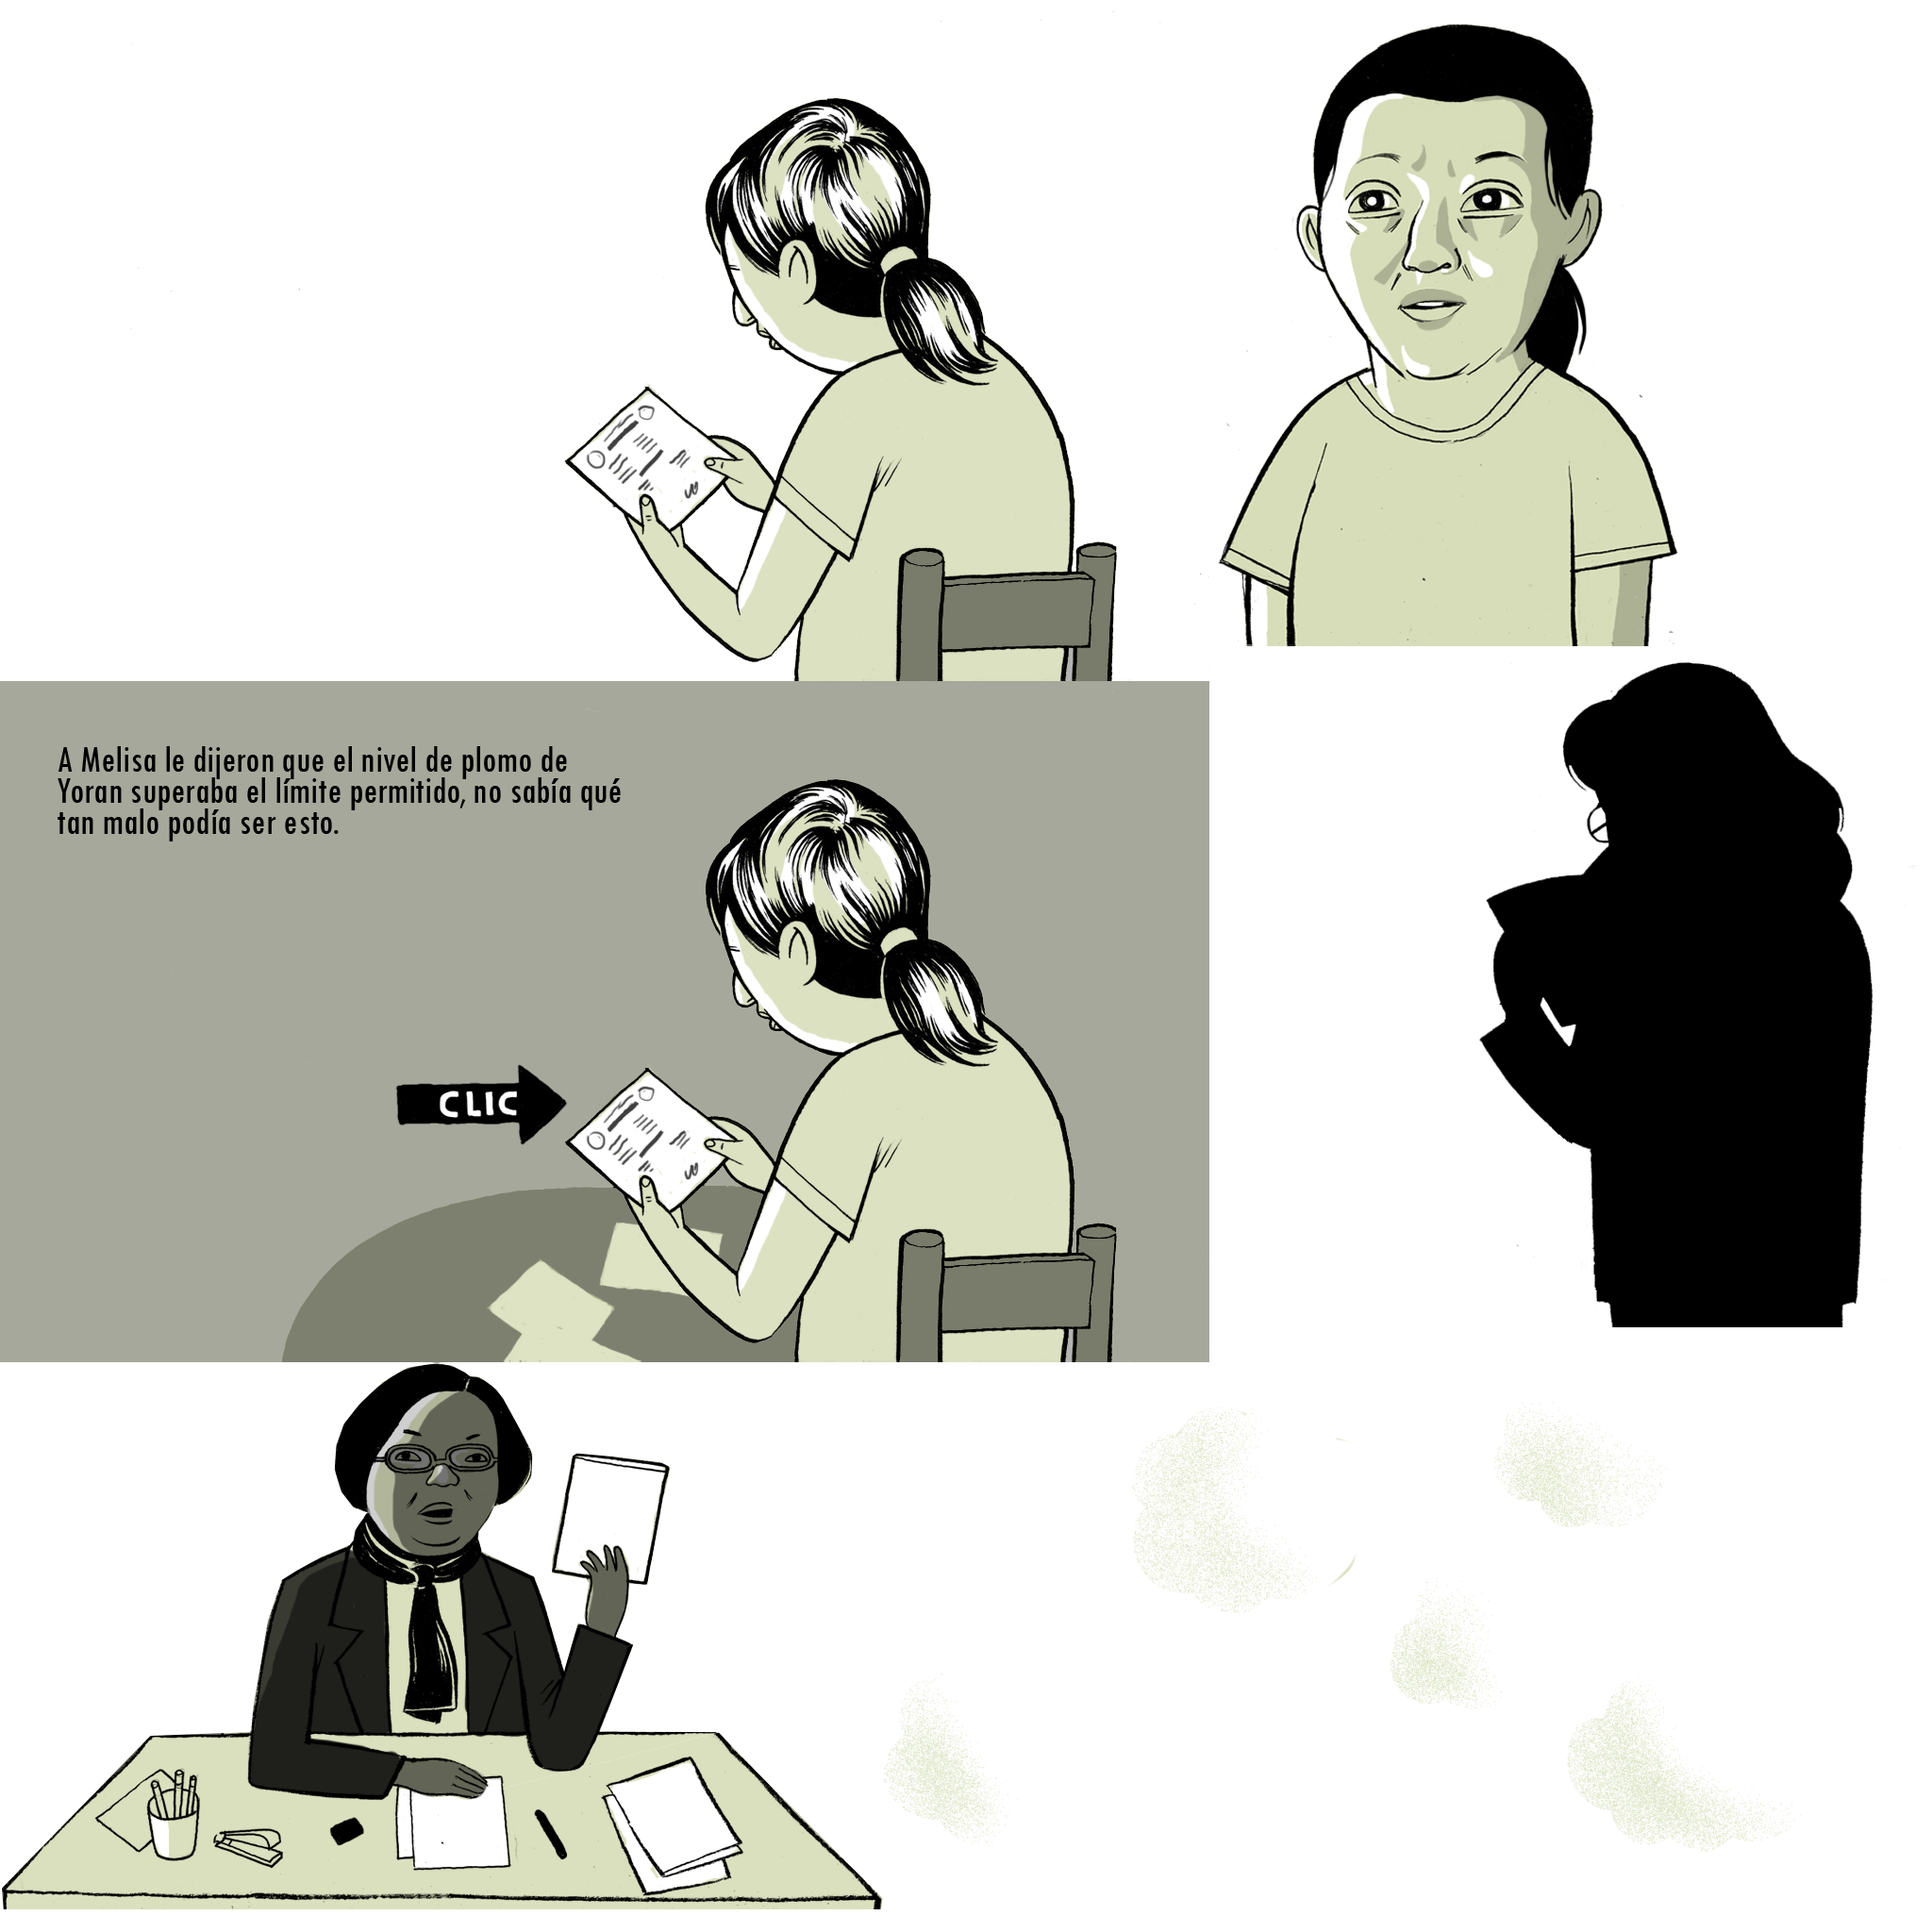 A Melisa le dijeron que el nivel de plomo de
Yoran superaba el límite permitido, no sabía qué
tan malo podía ser esto.
CLIC